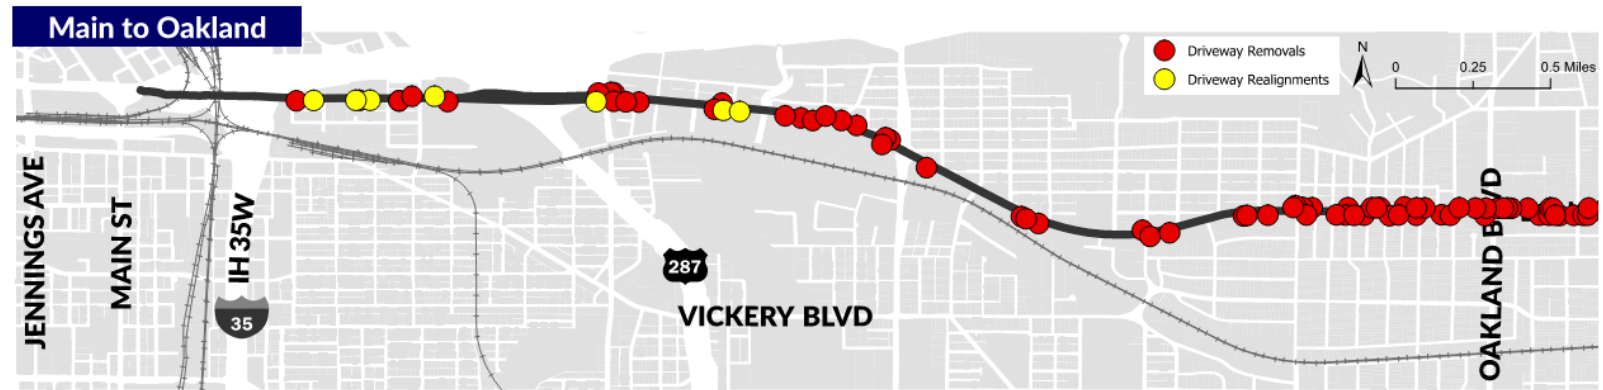 Main to Oakland
Driveway Removals
Driveway Realignments
N
0 0.25 0.5 Miles
JENNINGS AVE
MAIN ST
IH 35W
35
287
VICKERY BLVD
OAKLAND BLVD